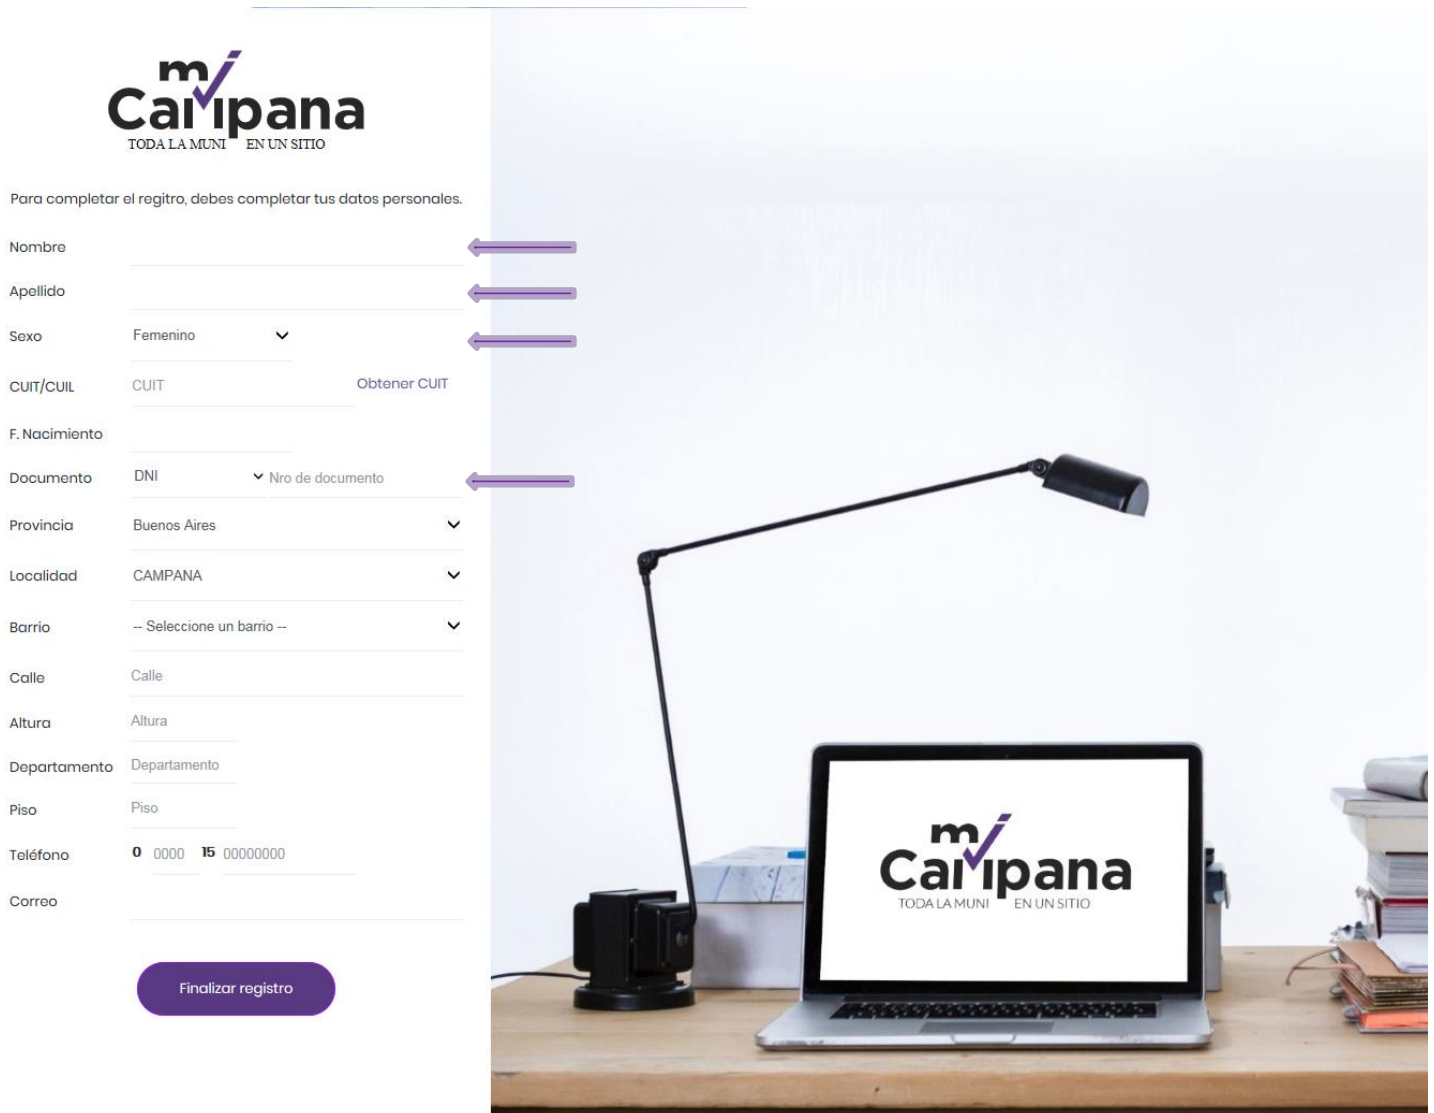 mi
Campana
TODA LA MUNI EN UN SITIO
Para completar el regitro, debes completar tus datos personales.
Nombre
Apellido
Sexo Femenino
CUIT/CUIL CUIT Obtener CUIT
F. Nacimiento
Documento DNI Nro de documento
Provincia Buenos Aires
Localidad CAMPANA
Barrio -- Seleccione un barrio --
Calle Calle
Altura Altura
Departamento Departamento
Piso Piso
Teléfono 0 0000 15 00000000
Correo
Finalizar registro
mi
Campana
TODA LA MUNI EN UN SITIO